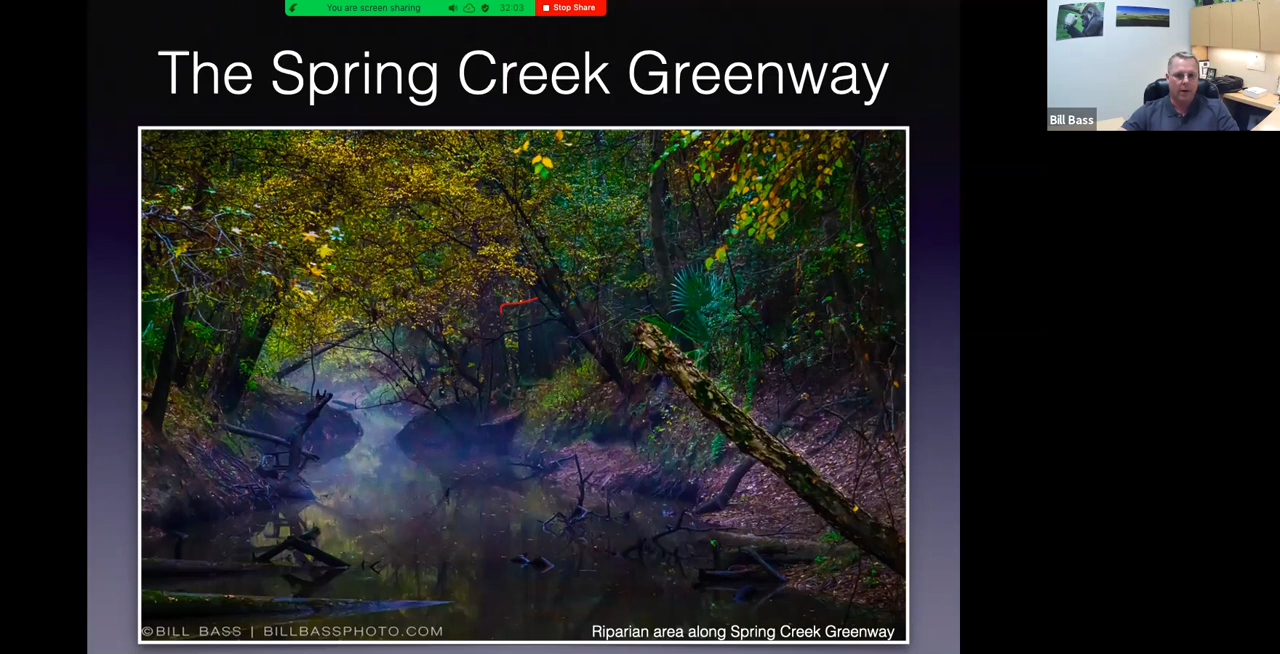 You are screen sharing
32:03
Stop Share
The Spring Creek Greenway
Bill Bass
©BILL BASS | BILLBASSPHOTO.COM
Riparian area along Spring Creek Greenway